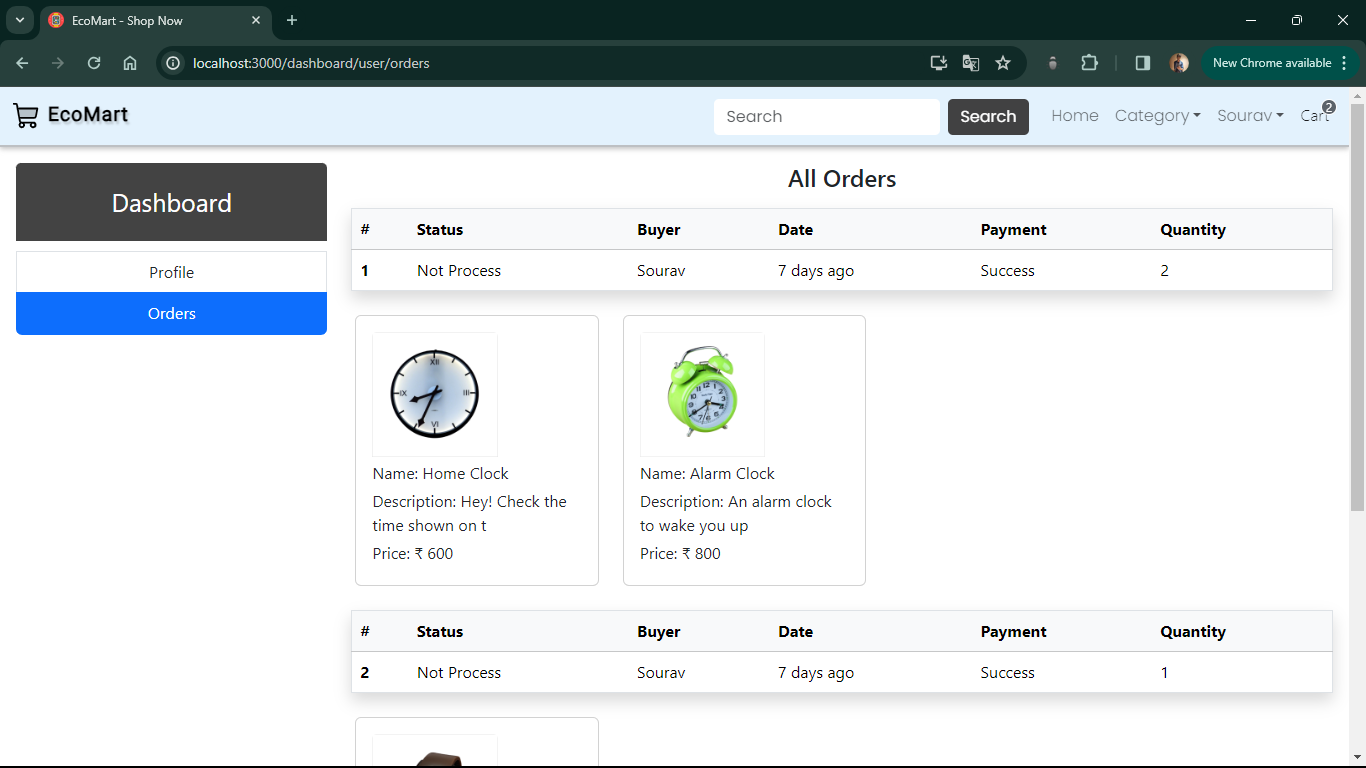 EcoMart - Shop Now
localhost:3000/dashboard/user/orders
New Chrome available
EcoMart
Search
Search
Home
Category
Sourav
Cart
2
Dashboard
Profile
Orders
All Orders
# Status Buyer Date Payment Quantity
1 Not Process Sourav 7 days ago Success 2
XII
III
VI
IX
Name: Home Clock
Description: Hey! Check the
time shown on t
Price: ₹ 600
Name: Alarm Clock
Description: An alarm clock
to wake you up
Price: ₹ 800
# Status Buyer Date Payment Quantity
2 Not Process Sourav 7 days ago Success 1